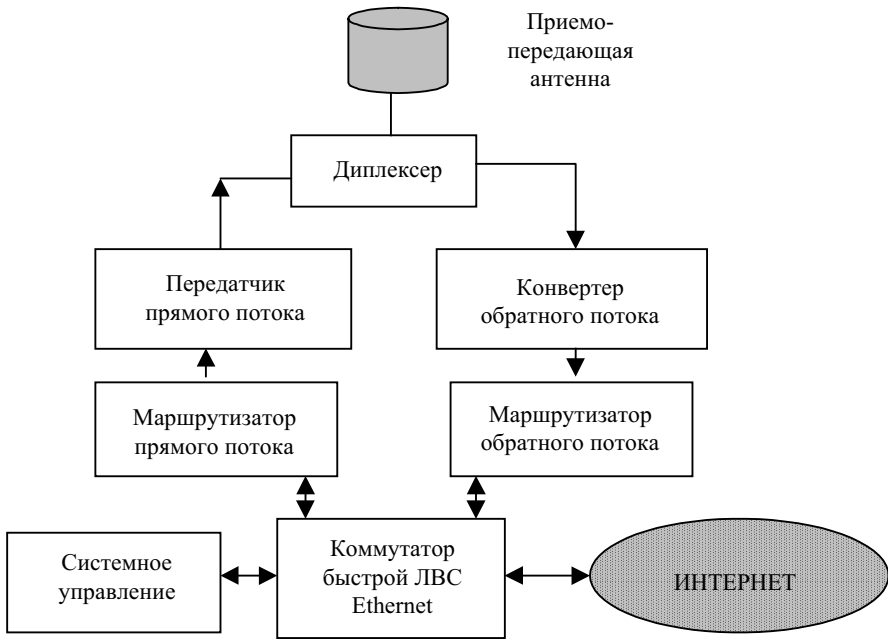 Приемо-
передающая
антенна
Диплексер
Передатчик
прямого потока
Конвертер
обратного потока
Маршрутизатор
прямого потока
Маршрутизатор
обратного потока
Системное
управление
Коммутатор
быстрой ЛВС
Ethernet
ИНТЕРНЕТ